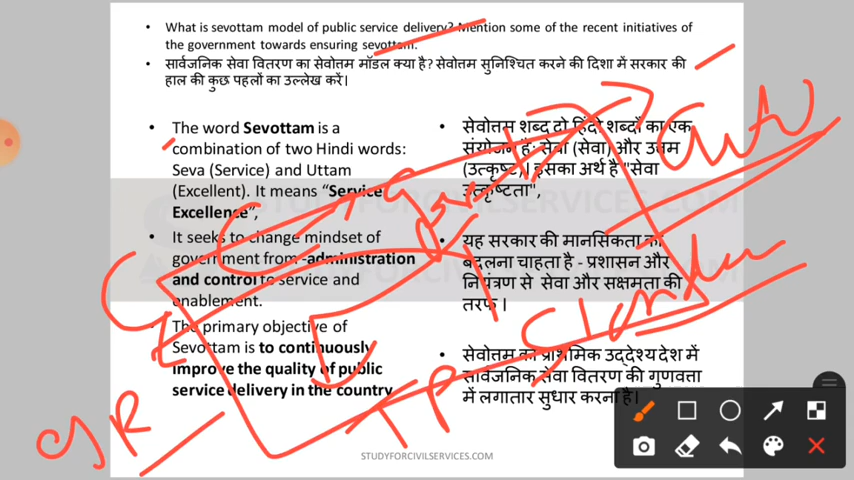 What is sevottam model of public service delivery? Mention some of the recent initiatives of
the government towards ensuring sevottam.
सार्वजनिक सेवा वितरण का सेवोत्तम मॉडल क्या है? सेवोत्तम सुनिश्चित करने की दिशा में सरकार की
हाल की कुछ पहलों का उल्लेख करें।
The word Sevottam is a
combination of two Hindi words:
Seva (Service) and Uttam
(Excellent). It means “Service
Excellence”,
It seeks to change mindset of
government from -administration
and control to service and
enablement.
The primary objective of
Sevottam is to continuously
improve the quality of public
service delivery in the country
सेवोत्तम शब्द दो हिंदी शब्दों का एक
संयोजन है: सेवा (सेवा) और उत्तम
(उत्कृष्ट)। इसका अर्थ है "सेवा
उत्कृष्टता",
यह सरकार की मानसिकता को
बदलना चाहता है - प्रशासन और
नियंत्रण से सेवा और सक्षमता की
तरफ ।
सेवोत्तम का प्राथमिक उद्देश्य देश में
सार्वजनिक सेवा वितरण की गुणवत्ता
में लगातार सुधार करना है।
GR
TP
STUDYFORCIVILSERVICES.COM